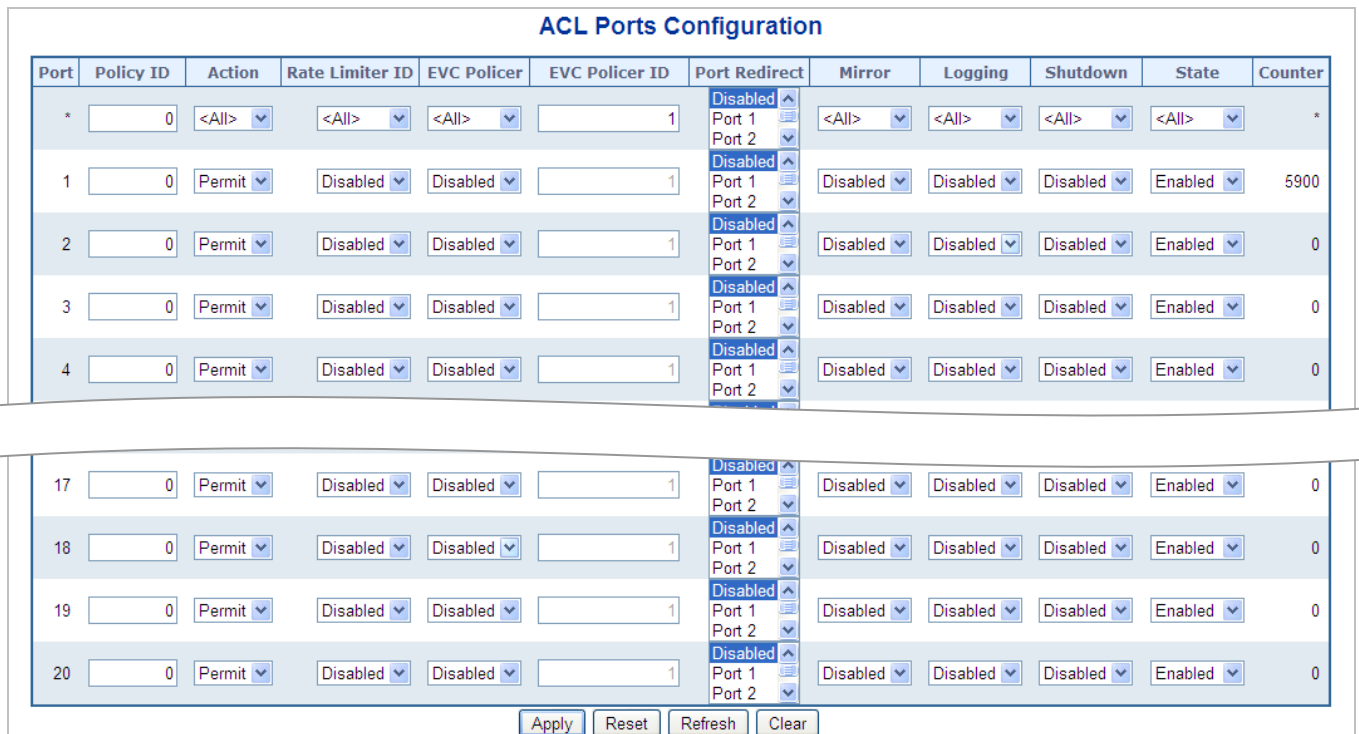 ACL Ports Configuration
Port Policy ID Action Rate Limiter ID EVC Policer EVC Policer ID Port Redirect Mirror Logging Shutdown State Counter
* 0 <All> <All> <All> 1 Disabled Port 1 Port 2 <All> <All> <All> <All> *
1 0 Permit Disabled Disabled 1 Disabled Port 1 Port 2 Disabled Disabled Disabled Enabled 5900
2 0 Permit Disabled Disabled 1 Disabled Port 1 Port 2 Disabled Disabled Disabled Enabled 0
3 0 Permit Disabled Disabled 1 Disabled Port 1 Port 2 Disabled Disabled Disabled Enabled 0
4 0 Permit Disabled Disabled 1 Disabled Port 1 Port 2 Disabled Disabled Disabled Enabled 0
17 0 Permit Disabled Disabled 1 Disabled Port 1 Port 2 Disabled Disabled Disabled Enabled 0
18 0 Permit Disabled Disabled 1 Disabled Port 1 Port 2 Disabled Disabled Disabled Enabled 0
19 0 Permit Disabled Disabled 1 Disabled Port 1 Port 2 Disabled Disabled Disabled Enabled 0
20 0 Permit Disabled Disabled 1 Disabled Port 1 Port 2 Disabled Disabled Disabled Enabled 0
Apply Reset Refresh Clear